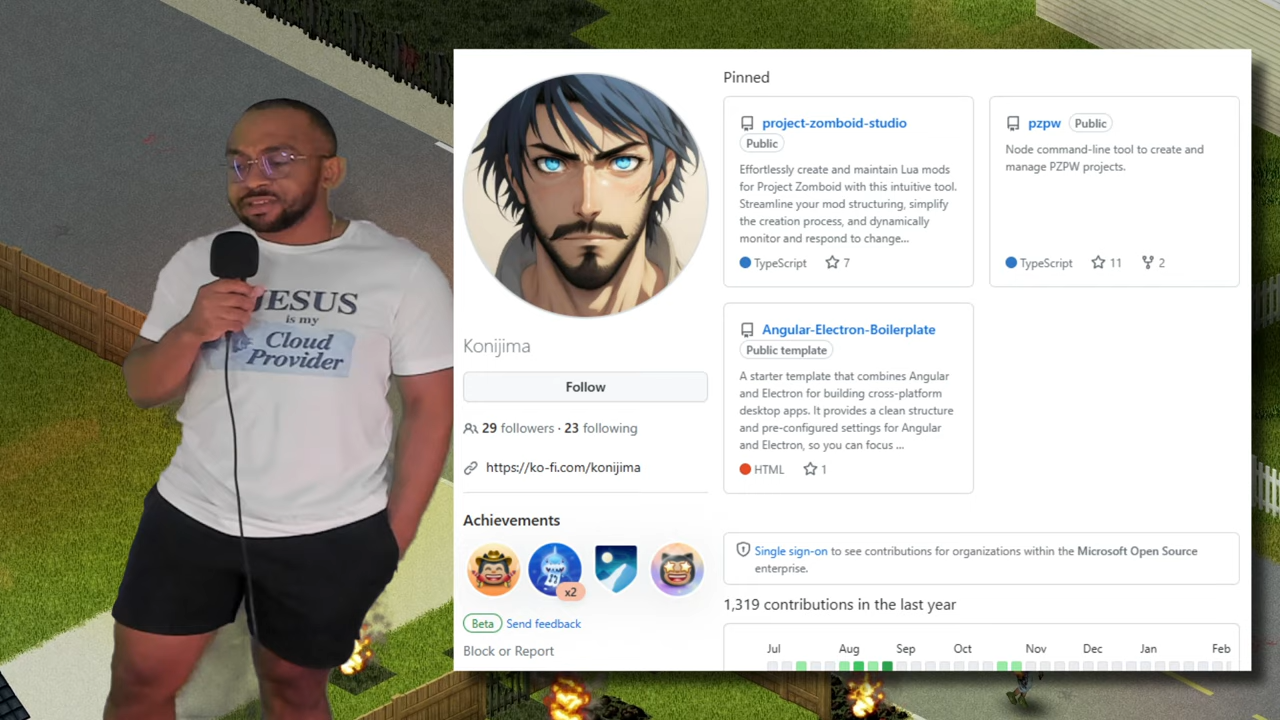 JESUS
is my
Cloud
Provider
Konijima
Follow
29 followers · 23 following
https://ko-fi.com/konijima
Achievements
x2
Beta Send feedback
Block or Report
Pinned
project-zomboid-studio
Public
Effortlessly create and maintain Lua mods
for Project Zomboid with this intuitive tool.
Streamline your mod structuring, simplify
the creation process, and dynamically
monitor and respond to change...
TypeScript 7
pzpw Public
Node command-line tool to create and
manage PZPW projects.
TypeScript 11 2
Angular-Electron-Boilerplate
Public template
A starter template that combines Angular
and Electron for building cross-platform
desktop apps. It provides a clean structure
and pre-configured settings for Angular
and Electron, so you can focus ...
HTML 1
Single sign-on to see contributions for organizations within the Microsoft Open Source
enterprise.
1,319 contributions in the last year
Jul Aug Sep Oct Nov Dec Jan Feb